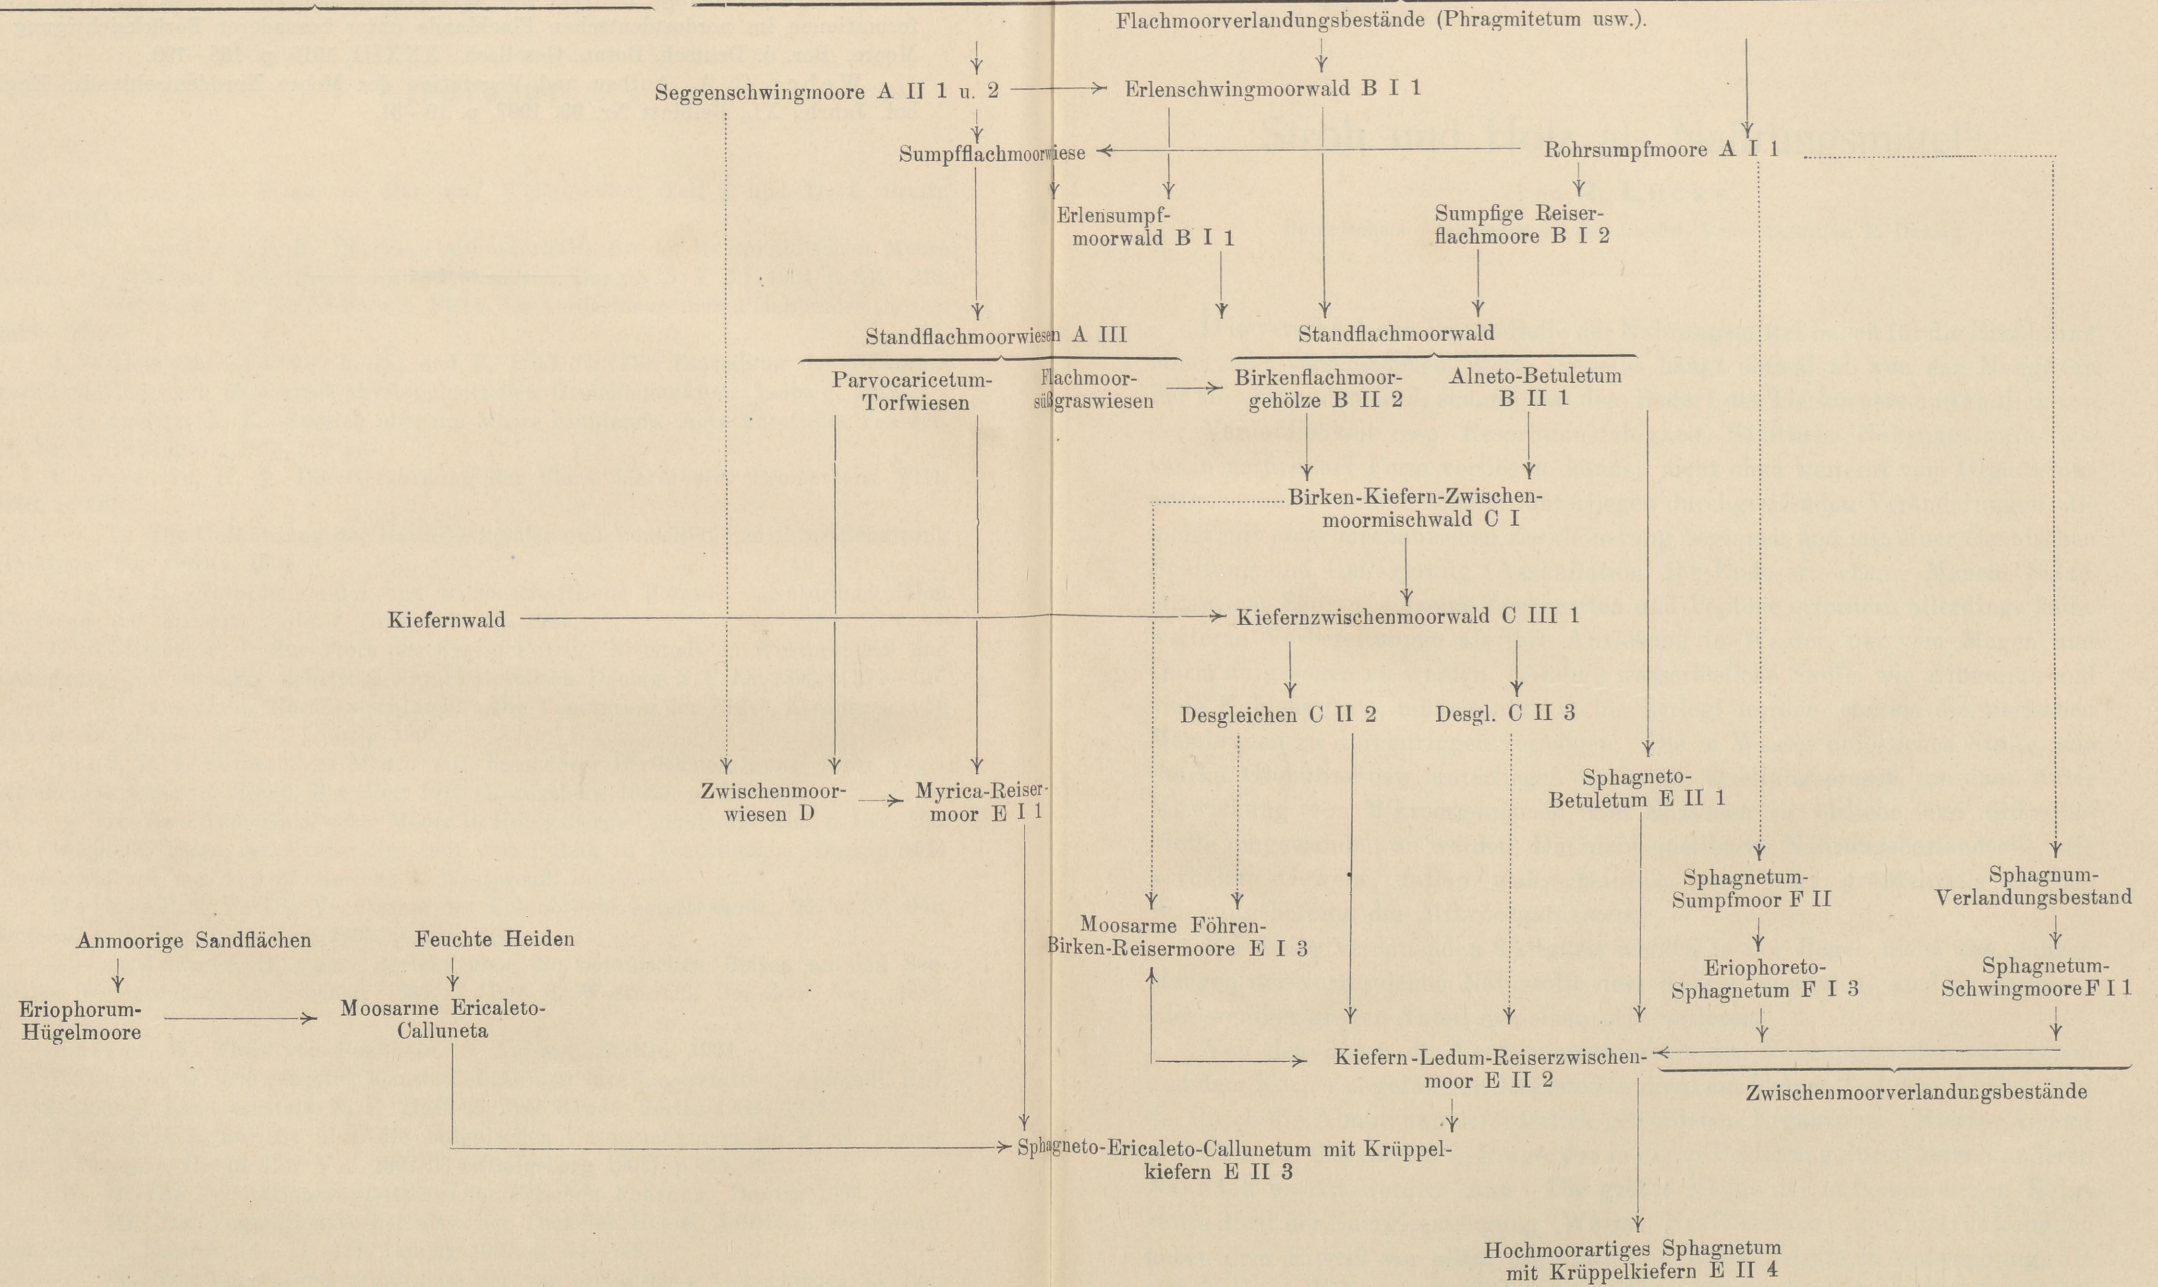 Flachmoorverlandungsbestände (Phragmitetum usw.).
Seggenschwingmoore A II 1 u. 2
Erlenschwingmoorwald B I 1
Sumpfflachmoorwiese
Rohrsumpfmoore A I 1
Erlensumpf-
moorwald B I 1
Sumpfige Reiser-
flachmoore B I 2
Standflachmoorwiesen A III
Standflachmoorwald
Parvocaricetum-
Torfwiesen
Flachmoor-
süßgraswiesen
Birkenflachmoor-
gehölze B II 2
Alneto-Betuletum
B II 1
Birken-Kiefern-Zwischen-
moormischwald C I
Kiefernwald
Kiefernzwischenmoorwald C III 1
Desgleichen C II 2
Desgl. C II 3
Zwischenmoor-
wiesen D
Myrica-Reiser-
moor E I 1
Sphagneto-
Betuletum E II 1
Sphagnetum-
Sumpfmoor F II
Sphagnum-
Verlandungsbestand
Moosarme Föhren-
Birken-Reisermoore E I 3
Anmoorige Sandflächen
Feuchte Heiden
Eriophoreto-
Sphagnetum F I 3
Sphagnetum-
Schwingmoore F I 1
Eriophorum-
Hügelmoore
Moosarme Ericaleto-
Calluneta
Kiefern-Ledum-Reiserzwischen-
moor E II 2
Zwischenmoorverlandungsbestände
Sphagneto-Ericaleto-Callunetum mit Krüppel-
kiefern E II 3
Hochmoorartiges Sphagnetum
mit Krüppelkiefern E II 4